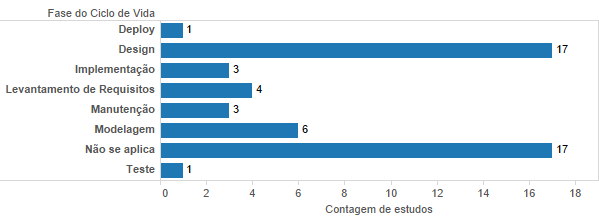 Fase do Ciclo de Vida
Deploy 1
Design 17
Implementação 3
Levantamento de Requisitos 4
Manutenção 3
Modelagem 6
Não se aplica 17
Teste 1
0 2 4 6 8 10 12 14 16 18
Contagem de estudos